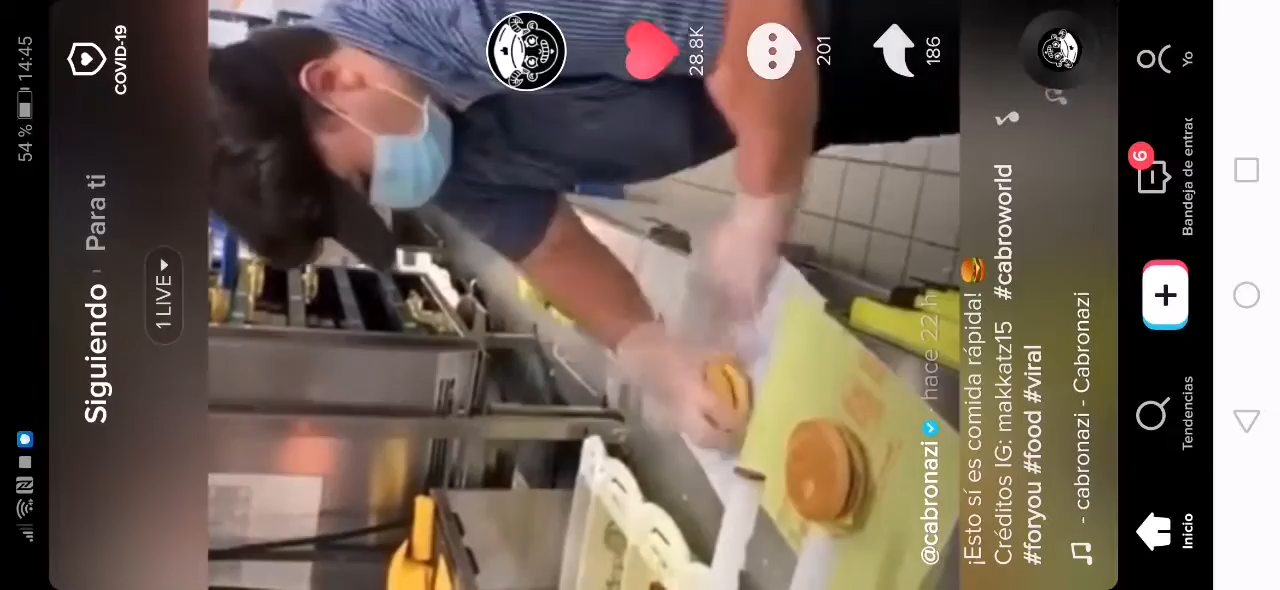 54 % 14:45
COVID-19
Siguiendo Para ti
1 LIVE
28.8K
201
186
@cabronazi · hace 22 h
¡Esto sí es comida rápida! 🍔
Créditos IG: makkatz15 #cabroworld
#foryou #food #viral
- cabronazi - Cabronazi
Inicio
Tendencias
6
Bandeja de entrac
Yo